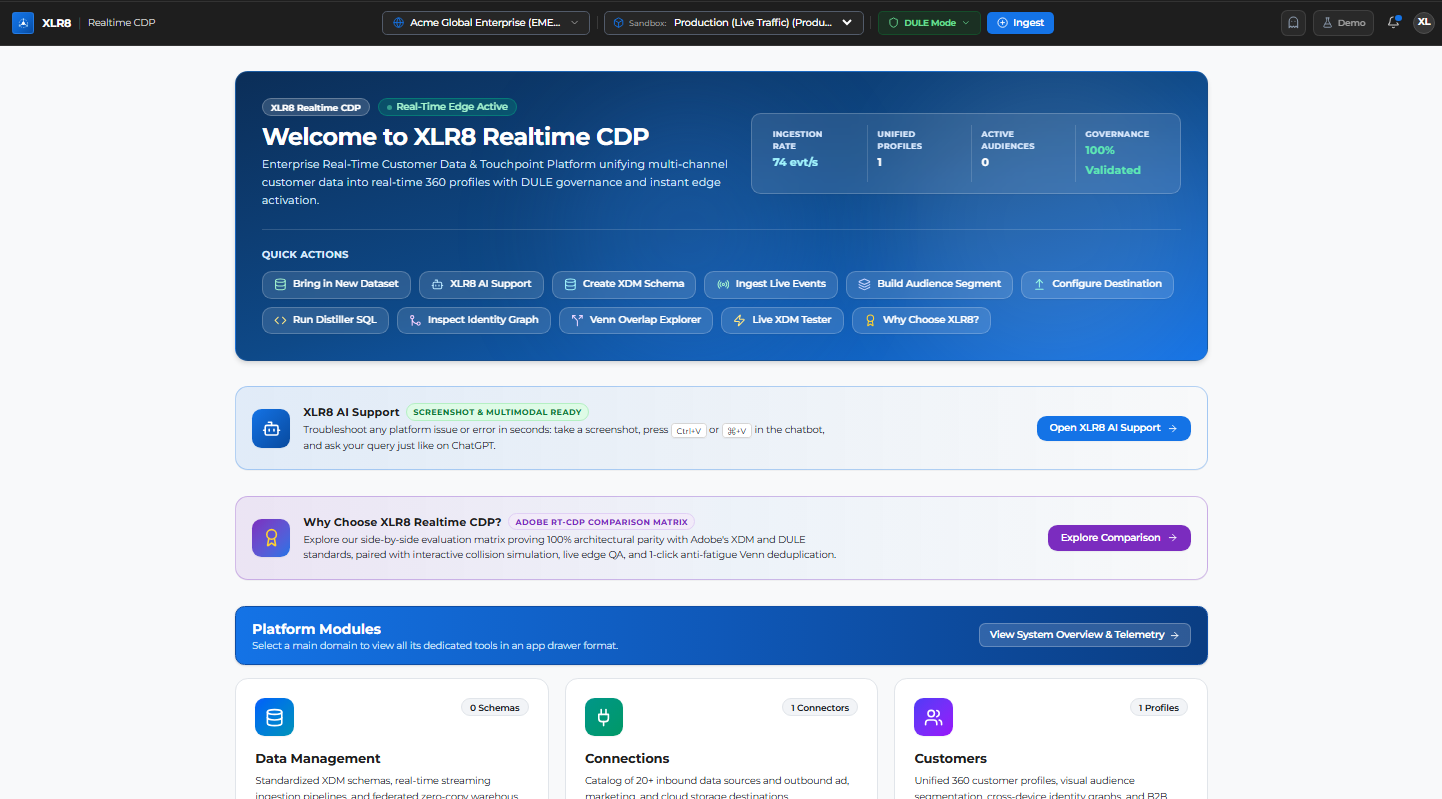 XLR8
Realtime CDP
Acme Global Enterprise (EME...
Sandbox: Production (Live Traffic) (Produ...
DULE Mode
Ingest
Demo
XL
XLR8 Realtime CDP
Real-Time Edge Active
Welcome to XLR8 Realtime CDP
Enterprise Real-Time Customer Data & Touchpoint Platform unifying multi-channel
customer data into real-time 360 profiles with DULE governance and instant edge
activation.
INGESTION
RATE
74 evt/s
UNIFIED
PROFILES
1
ACTIVE
AUDIENCES
0
GOVERNANCE
100%
Validated
QUICK ACTIONS
Bring in New Dataset
XLR8 AI Support
Create XDM Schema
Ingest Live Events
Build Audience Segment
Configure Destination
Run Distiller SQL
Inspect Identity Graph
Venn Overlap Explorer
Live XDM Tester
Why Choose XLR8?
XLR8 AI Support
SCREENSHOT & MULTIMODAL READY
Troubleshoot any platform issue or error in seconds: take a screenshot, press Ctrl+V or ⌘+V in the chatbot,
and ask your query just like on ChatGPT.
Open XLR8 AI Support →
Why Choose XLR8 Realtime CDP?
ADOBE RT-CDP COMPARISON MATRIX
Explore our side-by-side evaluation matrix proving 100% architectural parity with Adobe's XDM and DULE
standards, paired with interactive collision simulation, live edge QA, and 1-click anti-fatigue Venn deduplication.
Explore Comparison →
Platform Modules
Select a main domain to view all its dedicated tools in an app drawer format.
View System Overview & Telemetry →
0 Schemas
Data Management
Standardized XDM schemas, real-time streaming
ingestion pipelines, and federated zero-copy warehous
1 Connectors
Connections
Catalog of 20+ inbound data sources and outbound ad,
marketing, and cloud storage destinations.
1 Profiles
Customers
Unified 360 customer profiles, visual audience
segmentation, cross-device identity graphs, and B2B